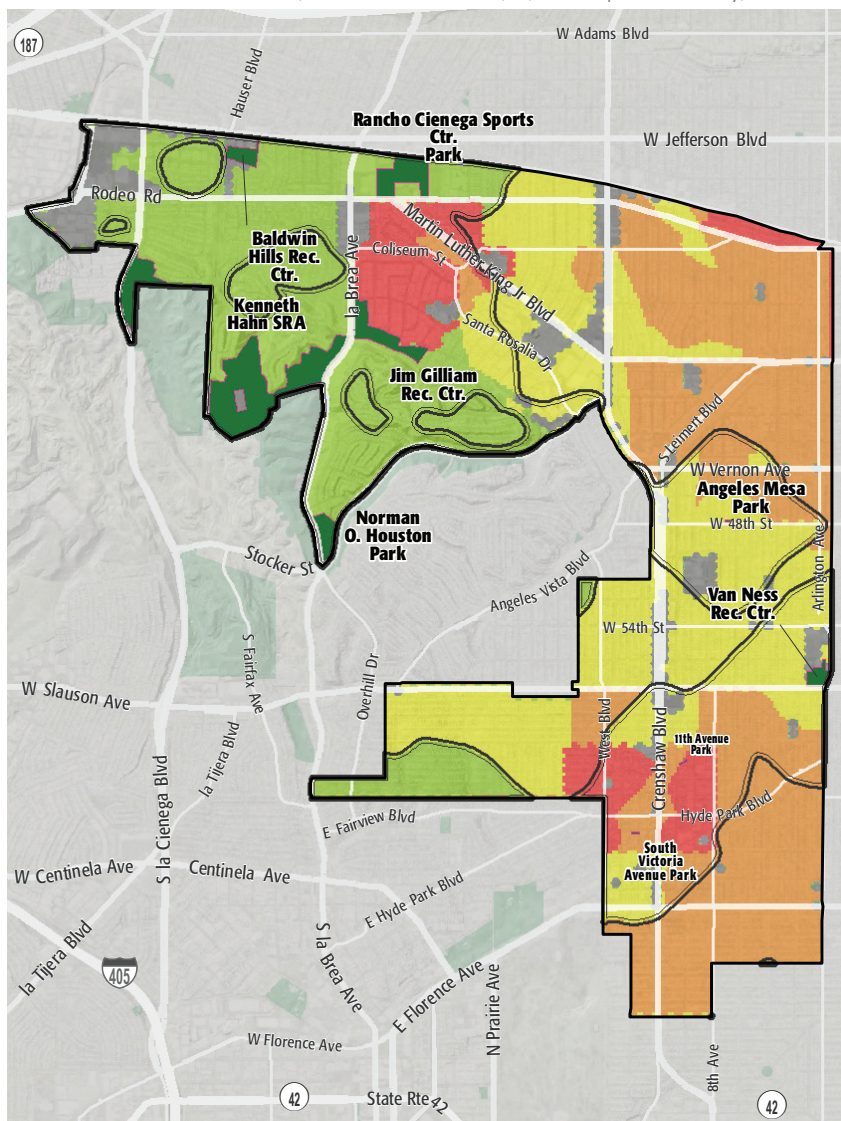 W Adams Blvd
187
Hauser Blvd
Rancho Cienega Sports
Ctr.
Park
W Jefferson Blvd
Rodeo Rd
Martin Luther King Jr Blvd
Baldwin
Hills Rec.
Ctr.
la Brea Ave
Coliseum St
Kenneth
Hahn SRA
Santa Rosalia Dr
Jim Gilliam
Rec. Ctr.
S Leimert Blvd
W Vernon Ave
Angeles Mesa
Park
W 48th St
Norman
O. Houston
Park
Stocker St
Angeles Vista Blvd
Arlington Ave
Van Ness
Rec. Ctr.
W 54th St
S Fairfax Ave
Overhill Dr
W Slauson Ave
West Blvd
Crenshaw Blvd
11th Avenue
Park
la Tijera Blvd
S la Cienega Blvd
E Fairview Blvd
Hyde Park Blvd
South
Victoria
Avenue Park
W Centinela Ave
Centinela Ave
E Hyde Park Blvd
la Tijera Blvd
405
S la Brea Ave
E Florence Ave
N Prairie Ave
W Florence Ave
8th Ave
42
State Rte 42
42